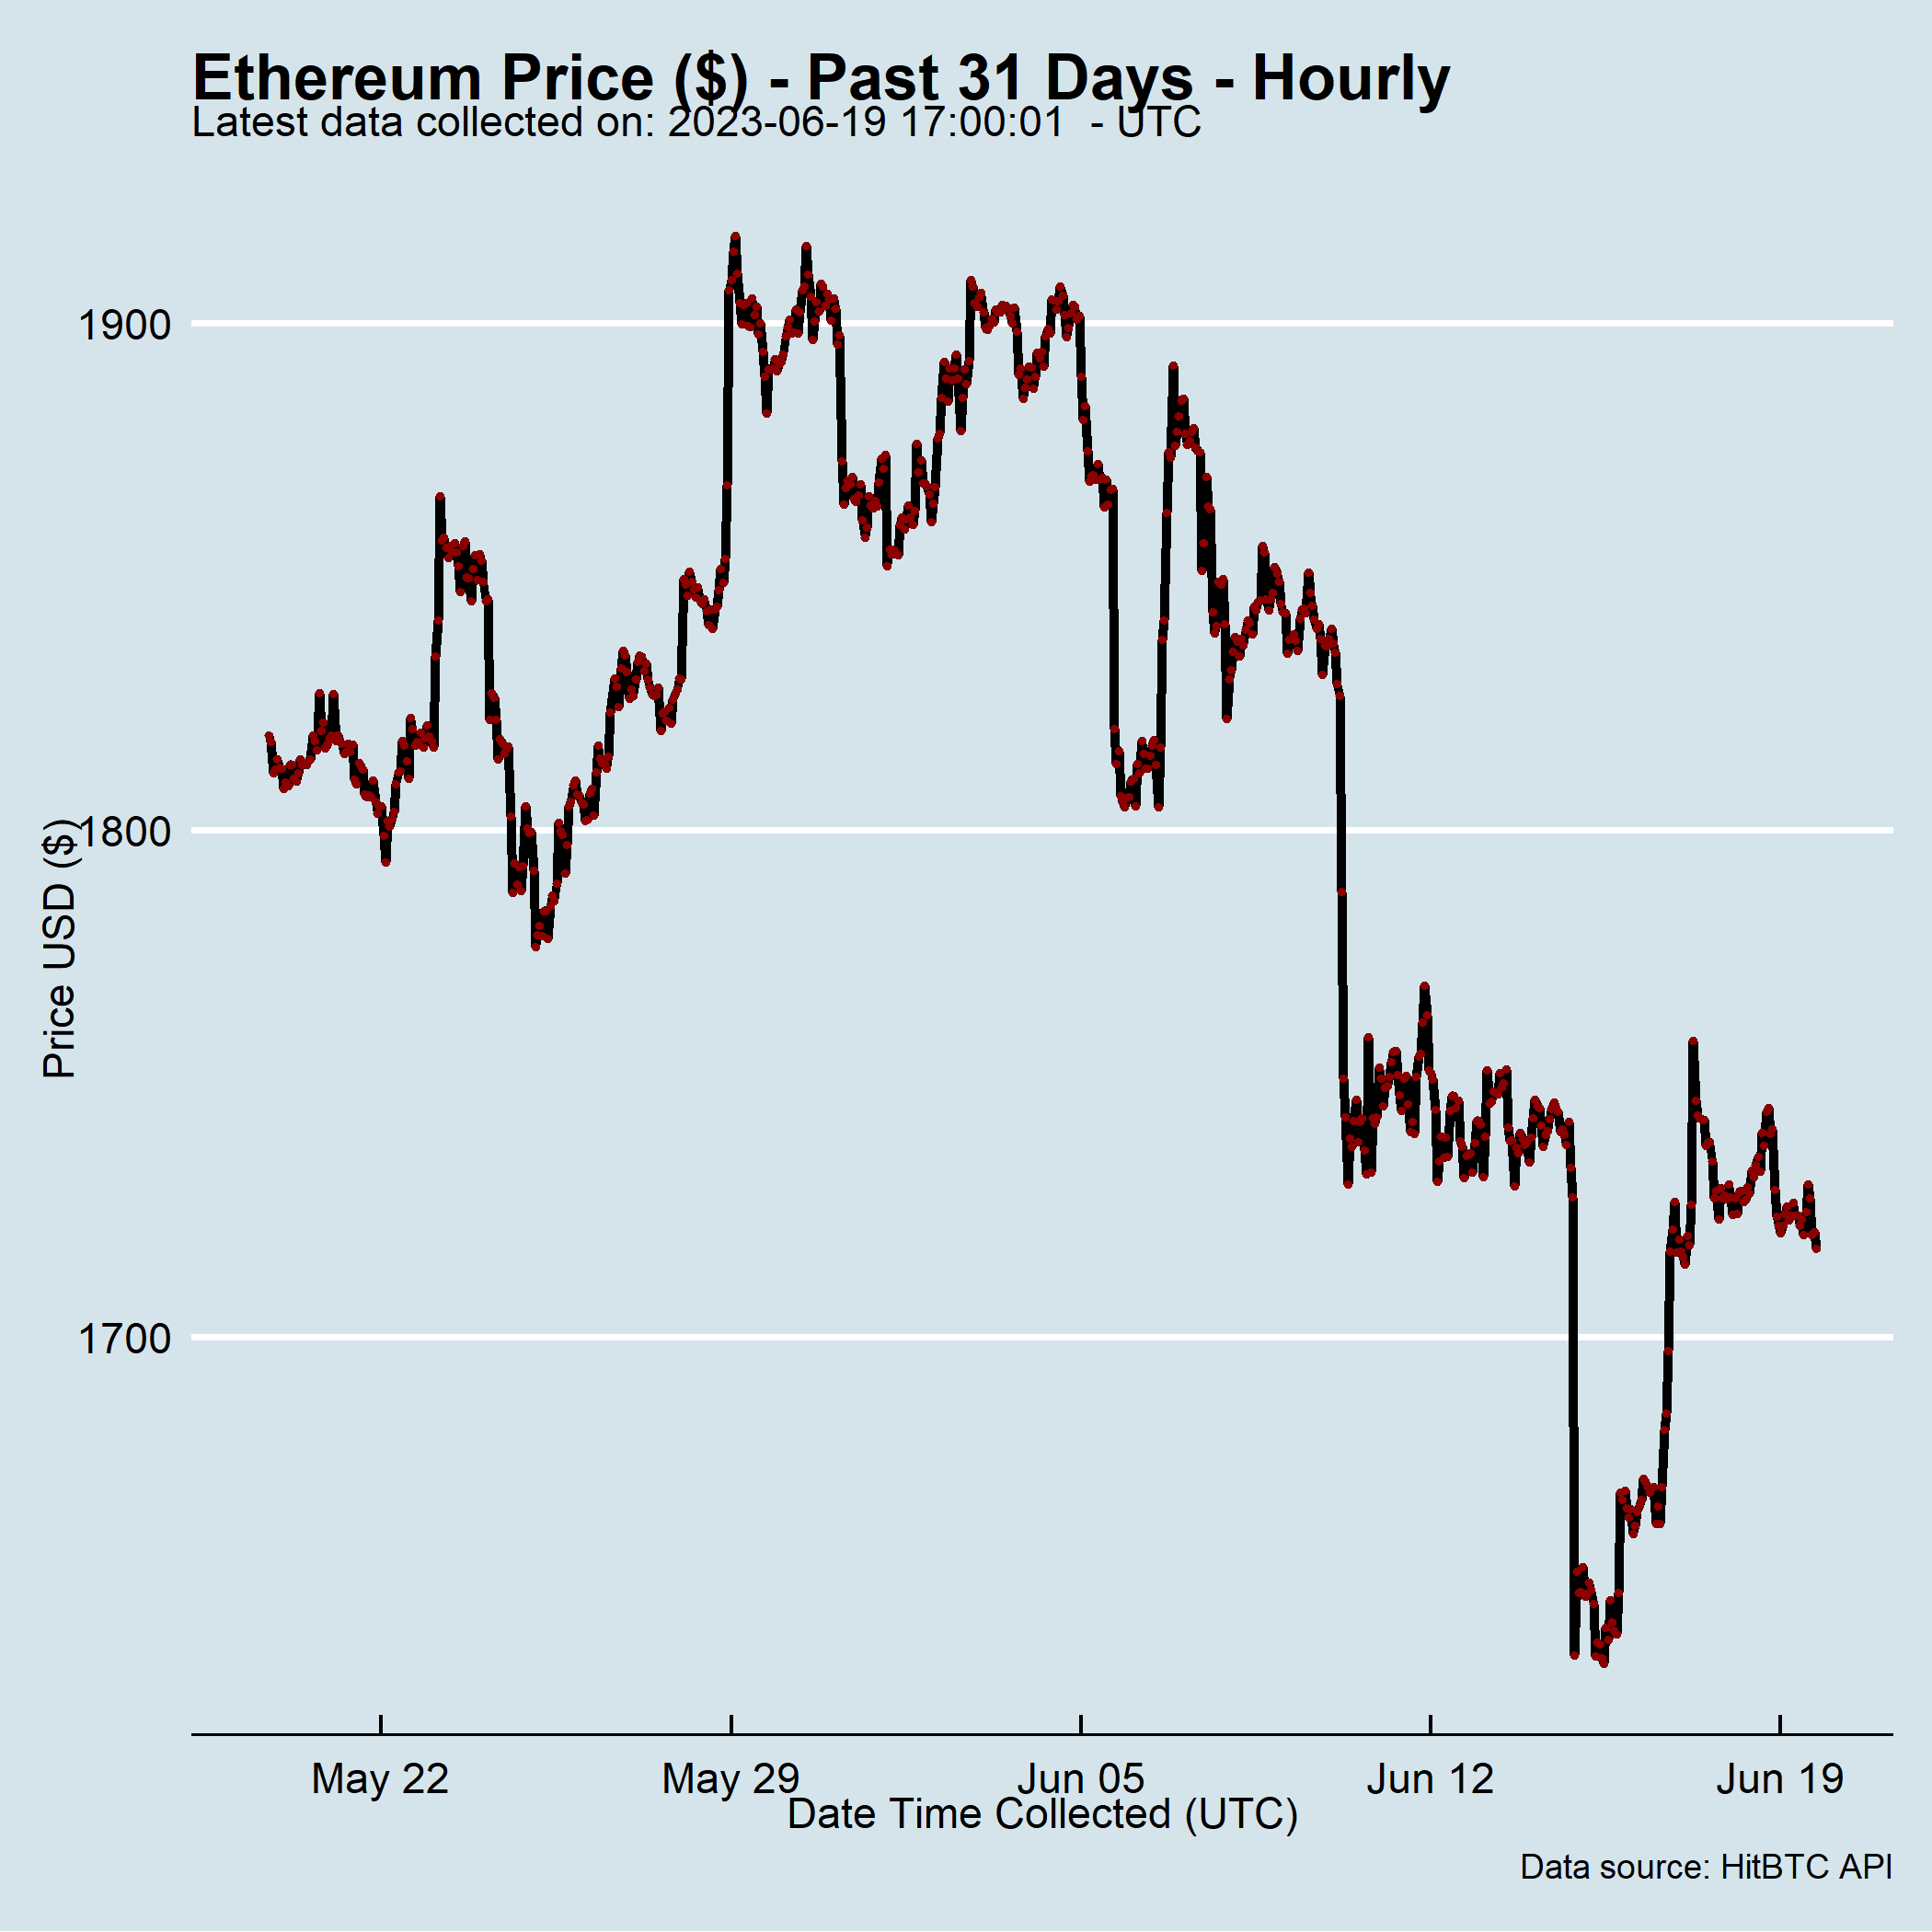 Ethereum Price ($) - Past 31 Days - Hourly
Latest data collected on: 2023-06-19 17:00:01  - UTC
1900
1800
1700
Price USD ($)
May 22
May 29
Jun 05
Jun 12
Jun 19
Date Time Collected (UTC)
Data source: HitBTC API